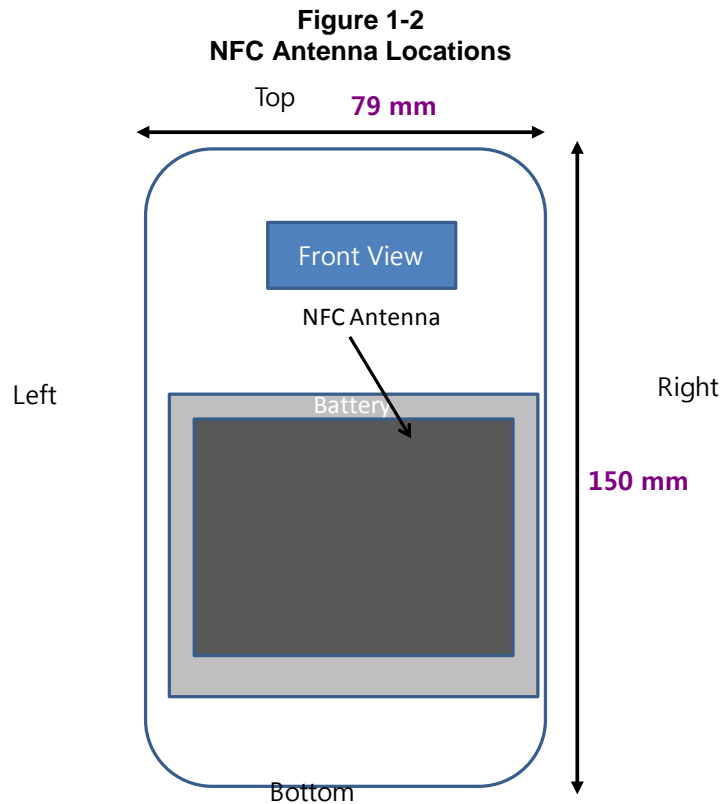 Figure 1-2
NFC Antenna Locations
Top
79 mm
Front View
NFC Antenna
Left
Right
Battery
150 mm
Bottom